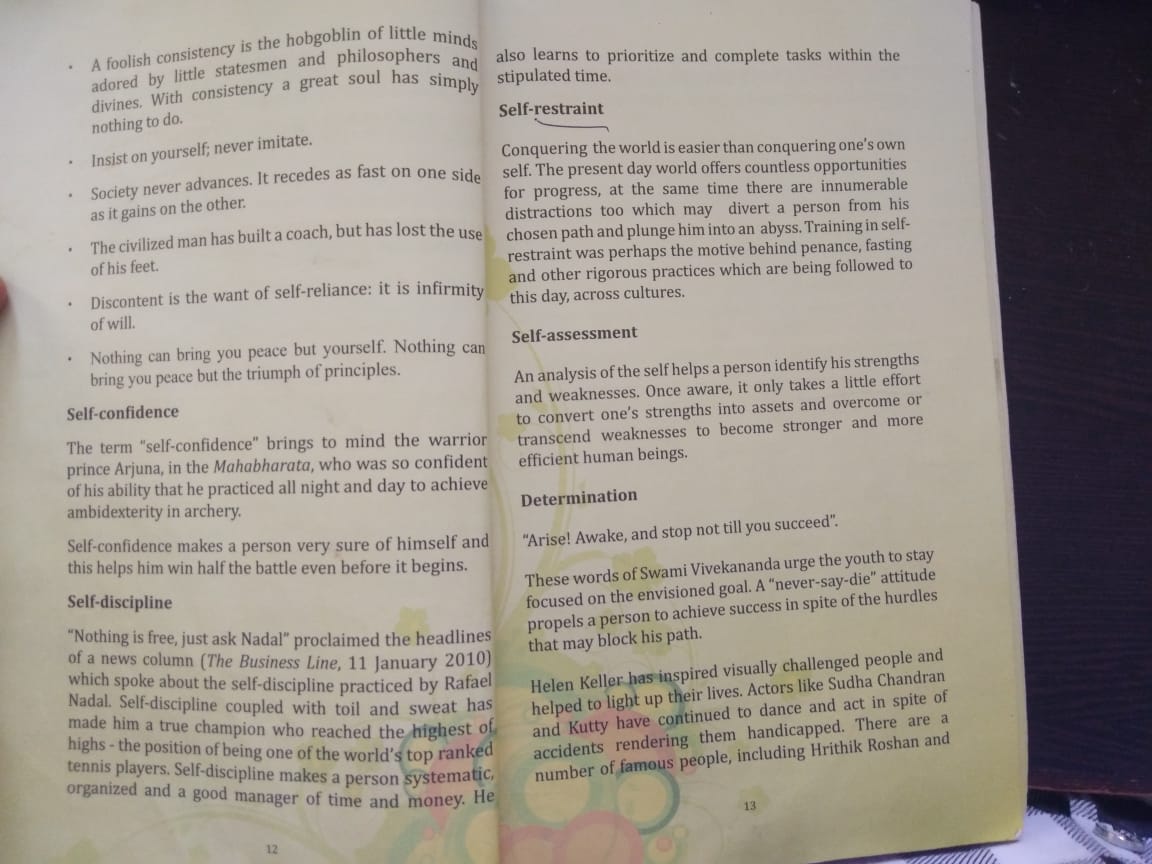 • A foolish consistency is the hobgoblin of little minds
adored by little statesmen and philosophers and
divines. With consistency a great soul has simply
nothing to do.
• Insist on yourself; never imitate.
• Society never advances. It recedes as fast on one side
as it gains on the other.
• The civilized man has built a coach, but has lost the use
of his feet.
• Discontent is the want of self-reliance: it is infirmity
of will.
• Nothing can bring you peace but yourself. Nothing can
bring you peace but the triumph of principles.
Self-confidence
The term “self-confidence” brings to mind the warrior
prince Arjuna, in the Mahabharata, who was so confident
of his ability that he practiced all night and day to achieve
ambidexterity in archery.
Self-confidence makes a person very sure of himself and
this helps him win half the battle even before it begins.
Self-discipline
“Nothing is free, just ask Nadal” proclaimed the headlines
of a news column (The Business Line, 11 January 2010)
which spoke about the self-discipline practiced by Rafael
Nadal. Self-discipline coupled with toil and sweat has
made him a true champion who reached the highest of
highs - the position of being one of the world’s top ranked
tennis players. Self-discipline makes a person systematic,
organized and a good manager of time and money. He
12
also learns to prioritize and complete tasks within the
stipulated time.
Self-restraint
Conquering the world is easier than conquering one’s own
self. The present day world offers countless opportunities
for progress, at the same time there are innumerable
distractions too which may divert a person from his
chosen path and plunge him into an abyss. Training in self-
restraint was perhaps the motive behind penance, fasting
and other rigorous practices which are being followed to
this day, across cultures.
Self-assessment
An analysis of the self helps a person identify his strengths
and weaknesses. Once aware, it only takes a little effort
to convert one’s strengths into assets and overcome or
transcend weaknesses to become stronger and more
efficient human beings.
Determination
“Arise! Awake, and stop not till you succeed”.
These words of Swami Vivekananda urge the youth to stay
focused on the envisioned goal. A “never-say-die” attitude
propels a person to achieve success in spite of the hurdles
that may block his path.
Helen Keller has inspired visually challenged people and
helped to light up their lives. Actors like Sudha Chandran
and Kutty have continued to dance and act in spite of
accidents rendering them handicapped. There are a
number of famous people, including Hrithik Roshan and
13